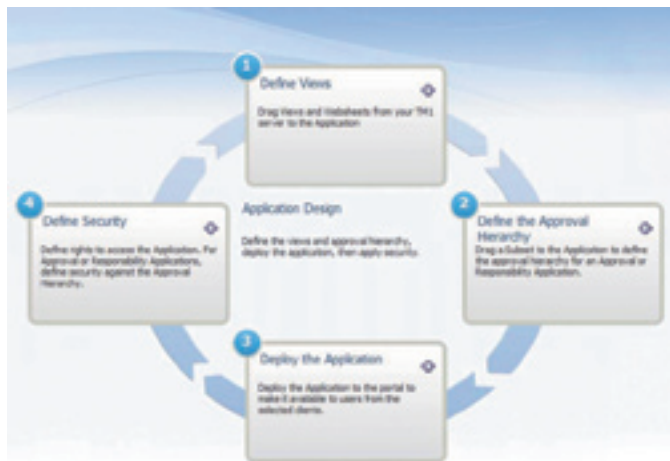 1
Define Views
Drag Views and Websheets from your TM1
server to the Application
4
Define Security
Define rights to access the Application. For
Approval or Responsibility Applications,
define security against the Approval
Hierarchy.
Application Design
Define the views and approval hierarchy,
deploy the application, then apply security.
2
Define the Approval
Hierarchy
Drag a Subset to the Application to define
the approval hierarchy for an Approval or
Responsibility Application.
3
Deploy the Application
Deploy the Application to the portal to
make it available to users from the
selected clients.